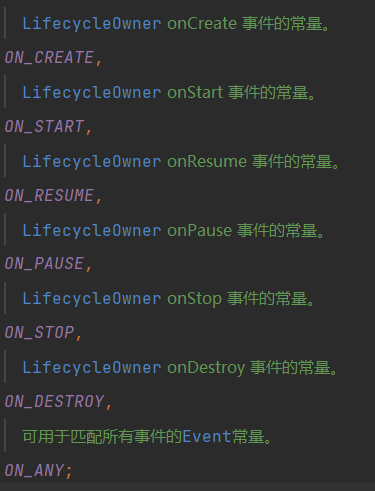 LifecycleOwner onCreate 事件的常量。
ON_CREATE,
LifecycleOwner onStart 事件的常量。
ON_START,
LifecycleOwner onResume 事件的常量。
ON_RESUME,
LifecycleOwner onPause 事件的常量。
ON_PAUSE,
LifecycleOwner onStop 事件的常量。
ON_STOP,
LifecycleOwner onDestroy 事件的常量。
ON_DESTROY,
可用于匹配所有事件的Event常量。
ON_ANY;